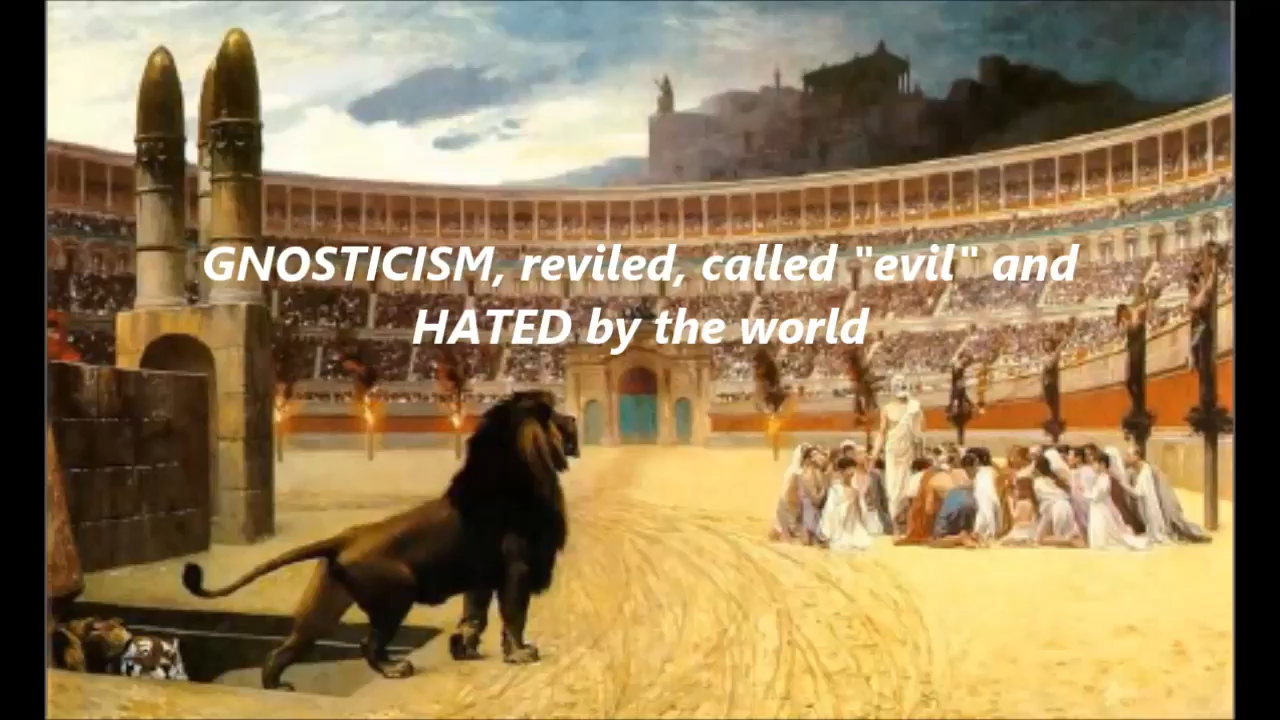 GNOSTICISM, reviled, called "evil" and
HATED by the world